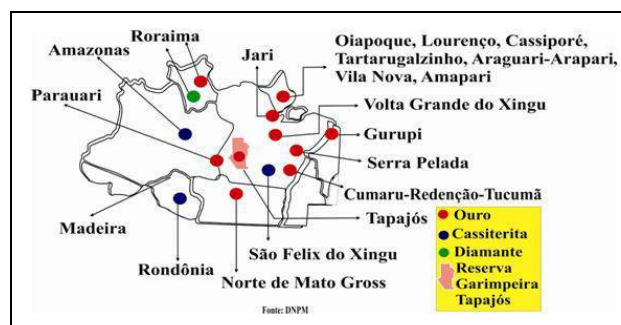 Roraima
Amazonas
Parauari
Jari
Oiapoque, Lourenço, Cassiporé,
Tartarugalzinho, Araguari-Arapari,
Vila Nova, Amapari
Volta Grande do Xingu
Gurupi
Serra Pelada
Cumaru-Redenção-Tucumã
Tapajós
Madeira
São Felix do Xingu
Rondônia
Norte de Mato Gross
Ouro
Cassiterita
Diamante
Reserva
Garimpeira
Tapajós
Fonte: DNPM